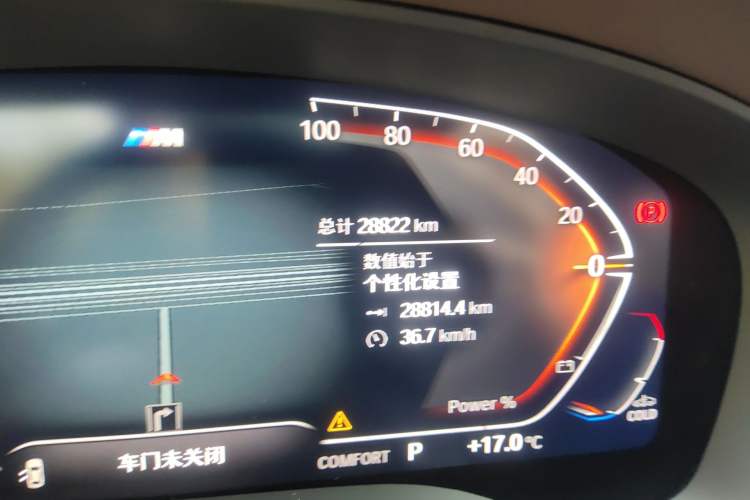 M
100 80 60 40 20 0
总计 28822 km
数值始于
个性化设置
28814.4 km
36.7 km/h
Power %
COLD
车门未关闭
COMFORT P +17.0 °C